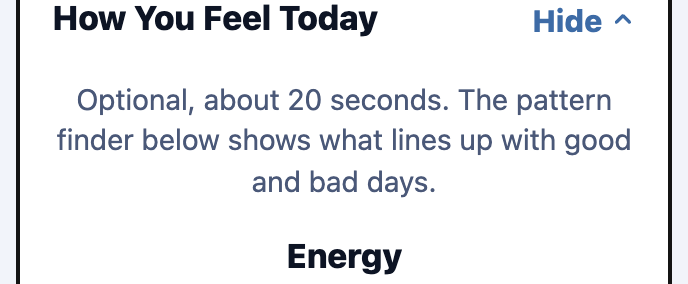 How You Feel Today
Hide
Optional, about 20 seconds. The pattern
finder below shows what lines up with good
and bad days.
Energy